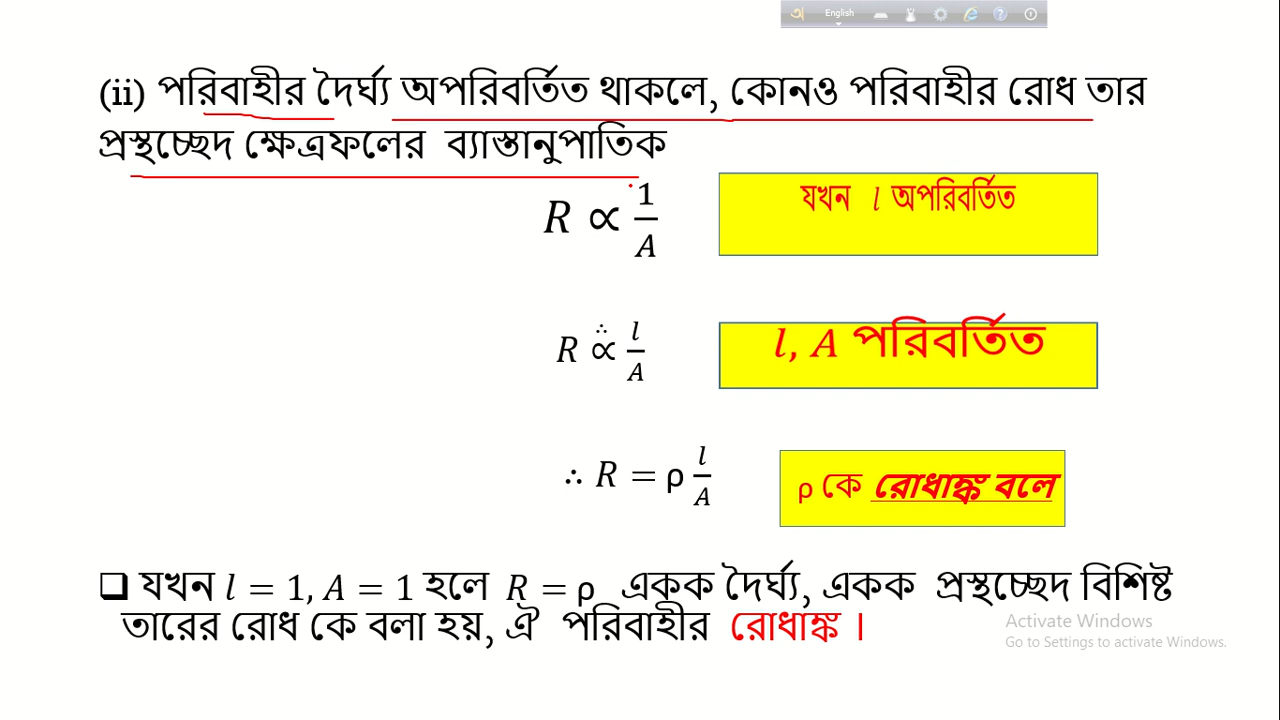 English
(ii) পরিবাহীর দৈর্ঘ্য অপরিবর্তিত থাকলে, কোনও পরিবাহীর রোধ তার
প্রস্থচ্ছেদ ক্ষেত্রফলের ব্যাস্তানুপাতিক
R ∝ 1/A
যখন l অপরিবর্তিত
∴ R ∝ l/A
l, A পরিবর্তিত
∴ R = ρ l/A
ρ কে রোধাঙ্ক বলে
❑ যখন l = 1, A = 1 হলে R = ρ একক দৈর্ঘ্য, একক প্রস্থচ্ছেদ বিশিষ্ট
তারের রোধ কে বলা হয়, ঐ পরিবাহীর রোধাঙ্ক ।
Activate Windows
Go to Settings to activate Windows.